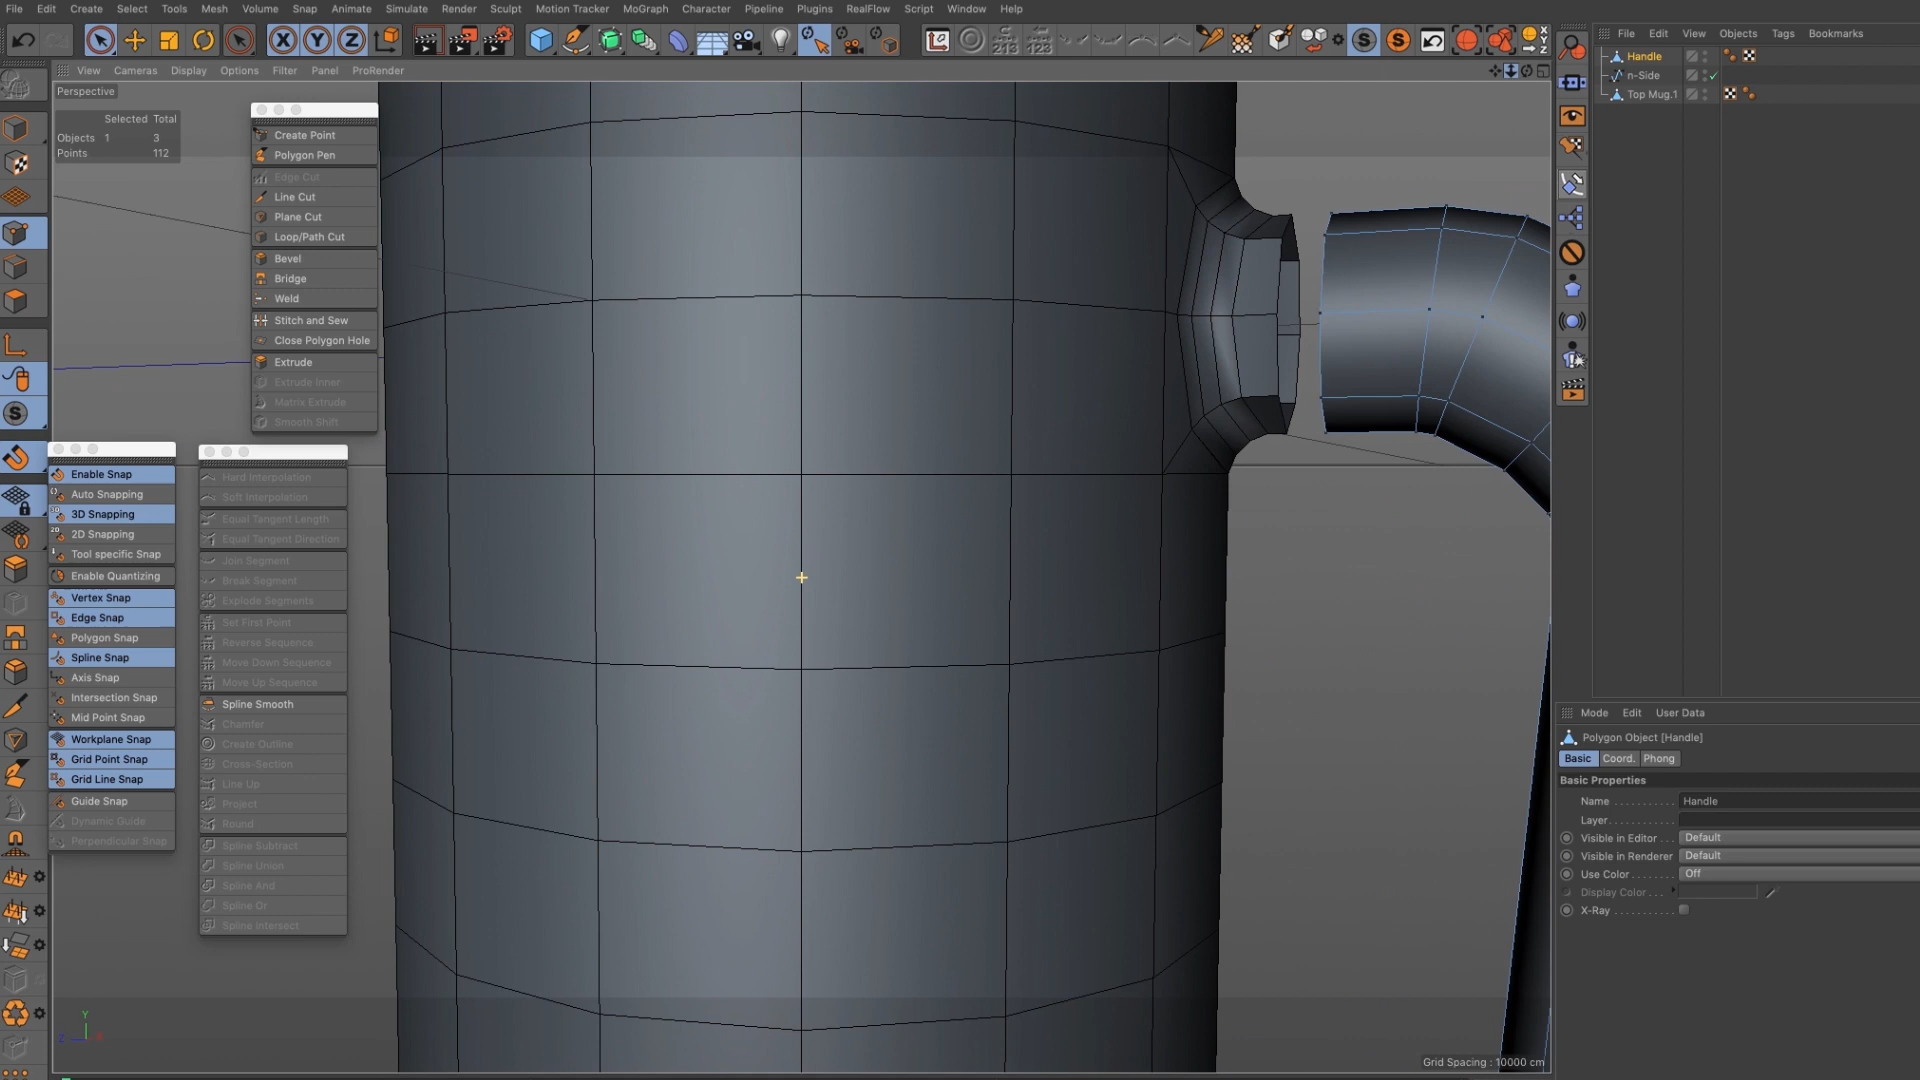 File Edit Create Select Tools Mesh Volume Snap Animate Simulate Render Sculpt Motion Tracker MoGraph Character Pipeline Plugins RealFlow Script Window Help
File Edit View Objects Tags Bookmarks
View Cameras Display Options Filter Panel ProRender
Handle
n-Side
Top Mug.1
Perspective
Selected Total
Objects 1 3
Points 112
Create Point
Polygon Pen
Edge Cut
Line Cut
Plane Cut
Loop/Path Cut
Bevel
Bridge
Weld
Stitch and Sew
Close Polygon Hole
Extrude
Extrude Inner
Matrix Extrude
Smooth Shift
Enable Snap
Auto Snapping
3D Snapping
2D Snapping
Tool specific Snap
Enable Quantizing
Vertex Snap
Edge Snap
Polygon Snap
Spline Snap
Axis Snap
Intersection Snap
Mid Point Snap
Workplane Snap
Grid Point Snap
Grid Line Snap
Guide Snap
Dynamic Guide
Perpendicular Snap
Hard Interpolation
Soft Interpolation
Equal Tangent Length
Equal Tangent Direction
Join Segment
Break Segment
Explode Segments
Set First Point
Reverse Sequence
Move Down Sequence
Move Up Sequence
Spline Smooth
Chamfer
Create Outline
Cross-Section
Line Up
Project
Round
Spline Subtract
Spline Union
Spline And
Spline Or
Spline Intersect
Y
Z
Grid Spacing : 10000 cm
Mode Edit User Data
Polygon Object [Handle]
Basic Coord. Phong
Basic Properties
Name Handle
Layer
Visible in Editor Default
Visible in Renderer Default
Use Color Off
Display Color
X-Ray